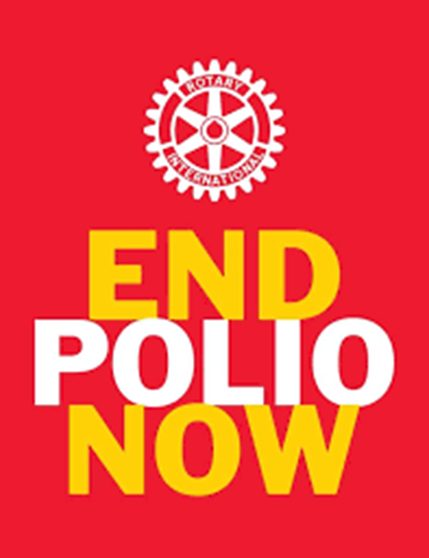 ROTARY
INTERNATIONAL
END
POLIO
NOW